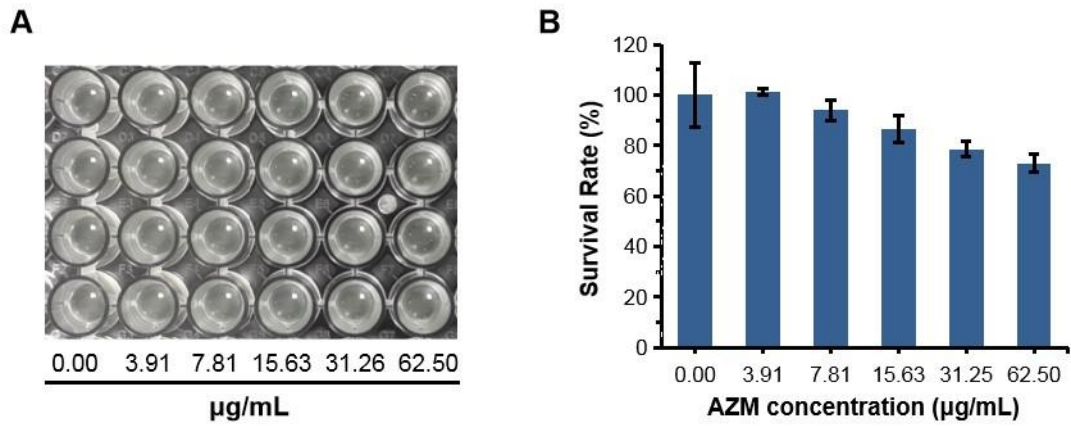 A
0.00 3.91 7.81 15.63 31.26 62.50
µg/mL
B
Survival Rate (%)
120
100
80
60
40
20
0
0.00 3.91 7.81 15.63 31.25 62.50
AZM concentration (µg/mL)